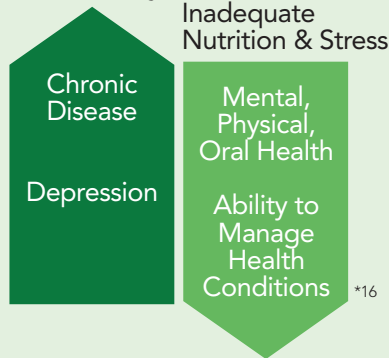 Inadequate
Nutrition & Stress
Chronic
Disease
Depression
Mental,
Physical,
Oral Health
Ability to
Manage
Health
Conditions
*16